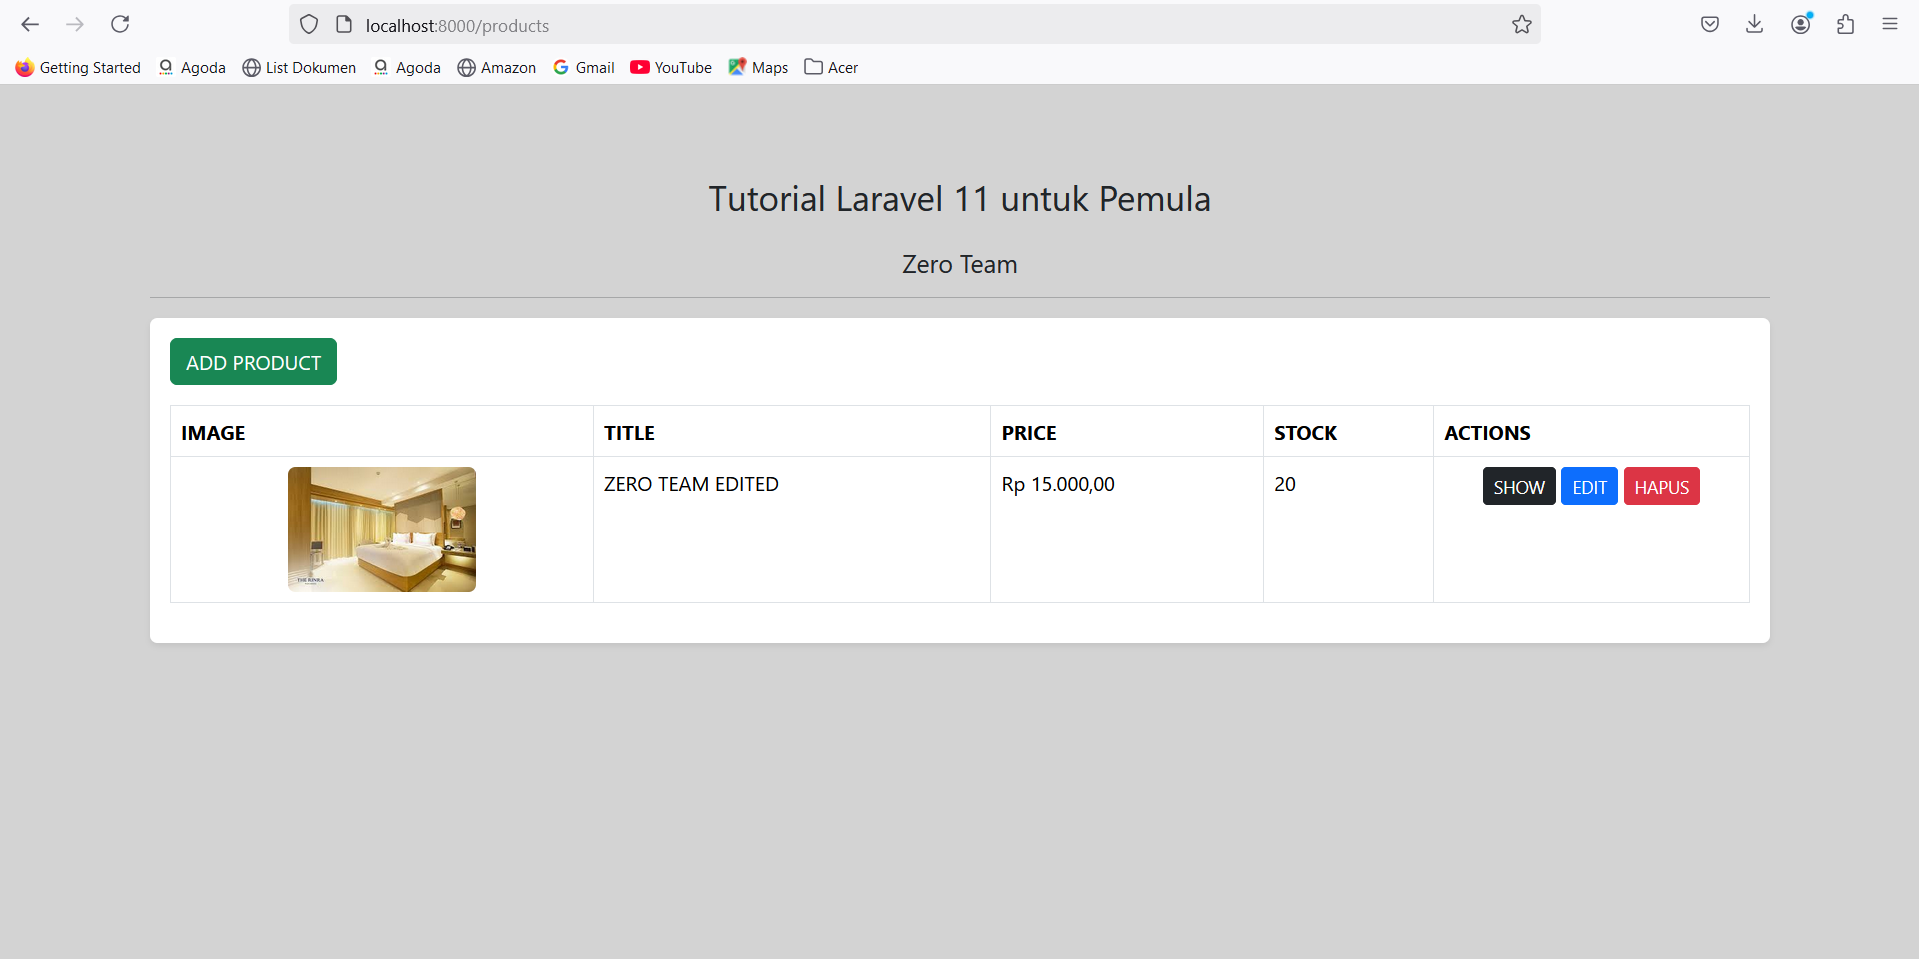 localhost:8000/products
Getting Started Agoda List Dokumen Agoda Amazon Gmail YouTube Maps Acer
Tutorial Laravel 11 untuk Pemula
Zero Team
ADD PRODUCT
IMAGE TITLE PRICE STOCK ACTIONS
ZERO TEAM EDITED Rp 15.000,00 20 SHOW EDIT HAPUS
THE RINRA